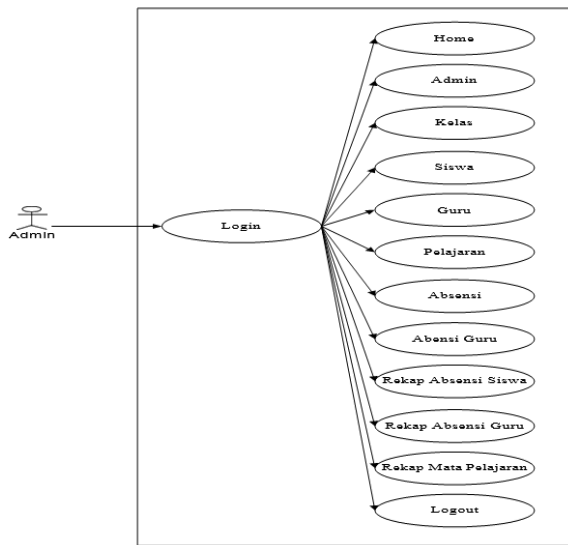 Home
Admin
Kelas
Siswa
Guru
Admin
Login
Pelajaran
Absensi
Abensi Guru
Rekap Absensi Siswa
Rekap Absensi Guru
Rekap Mata Pelajaran
Logout